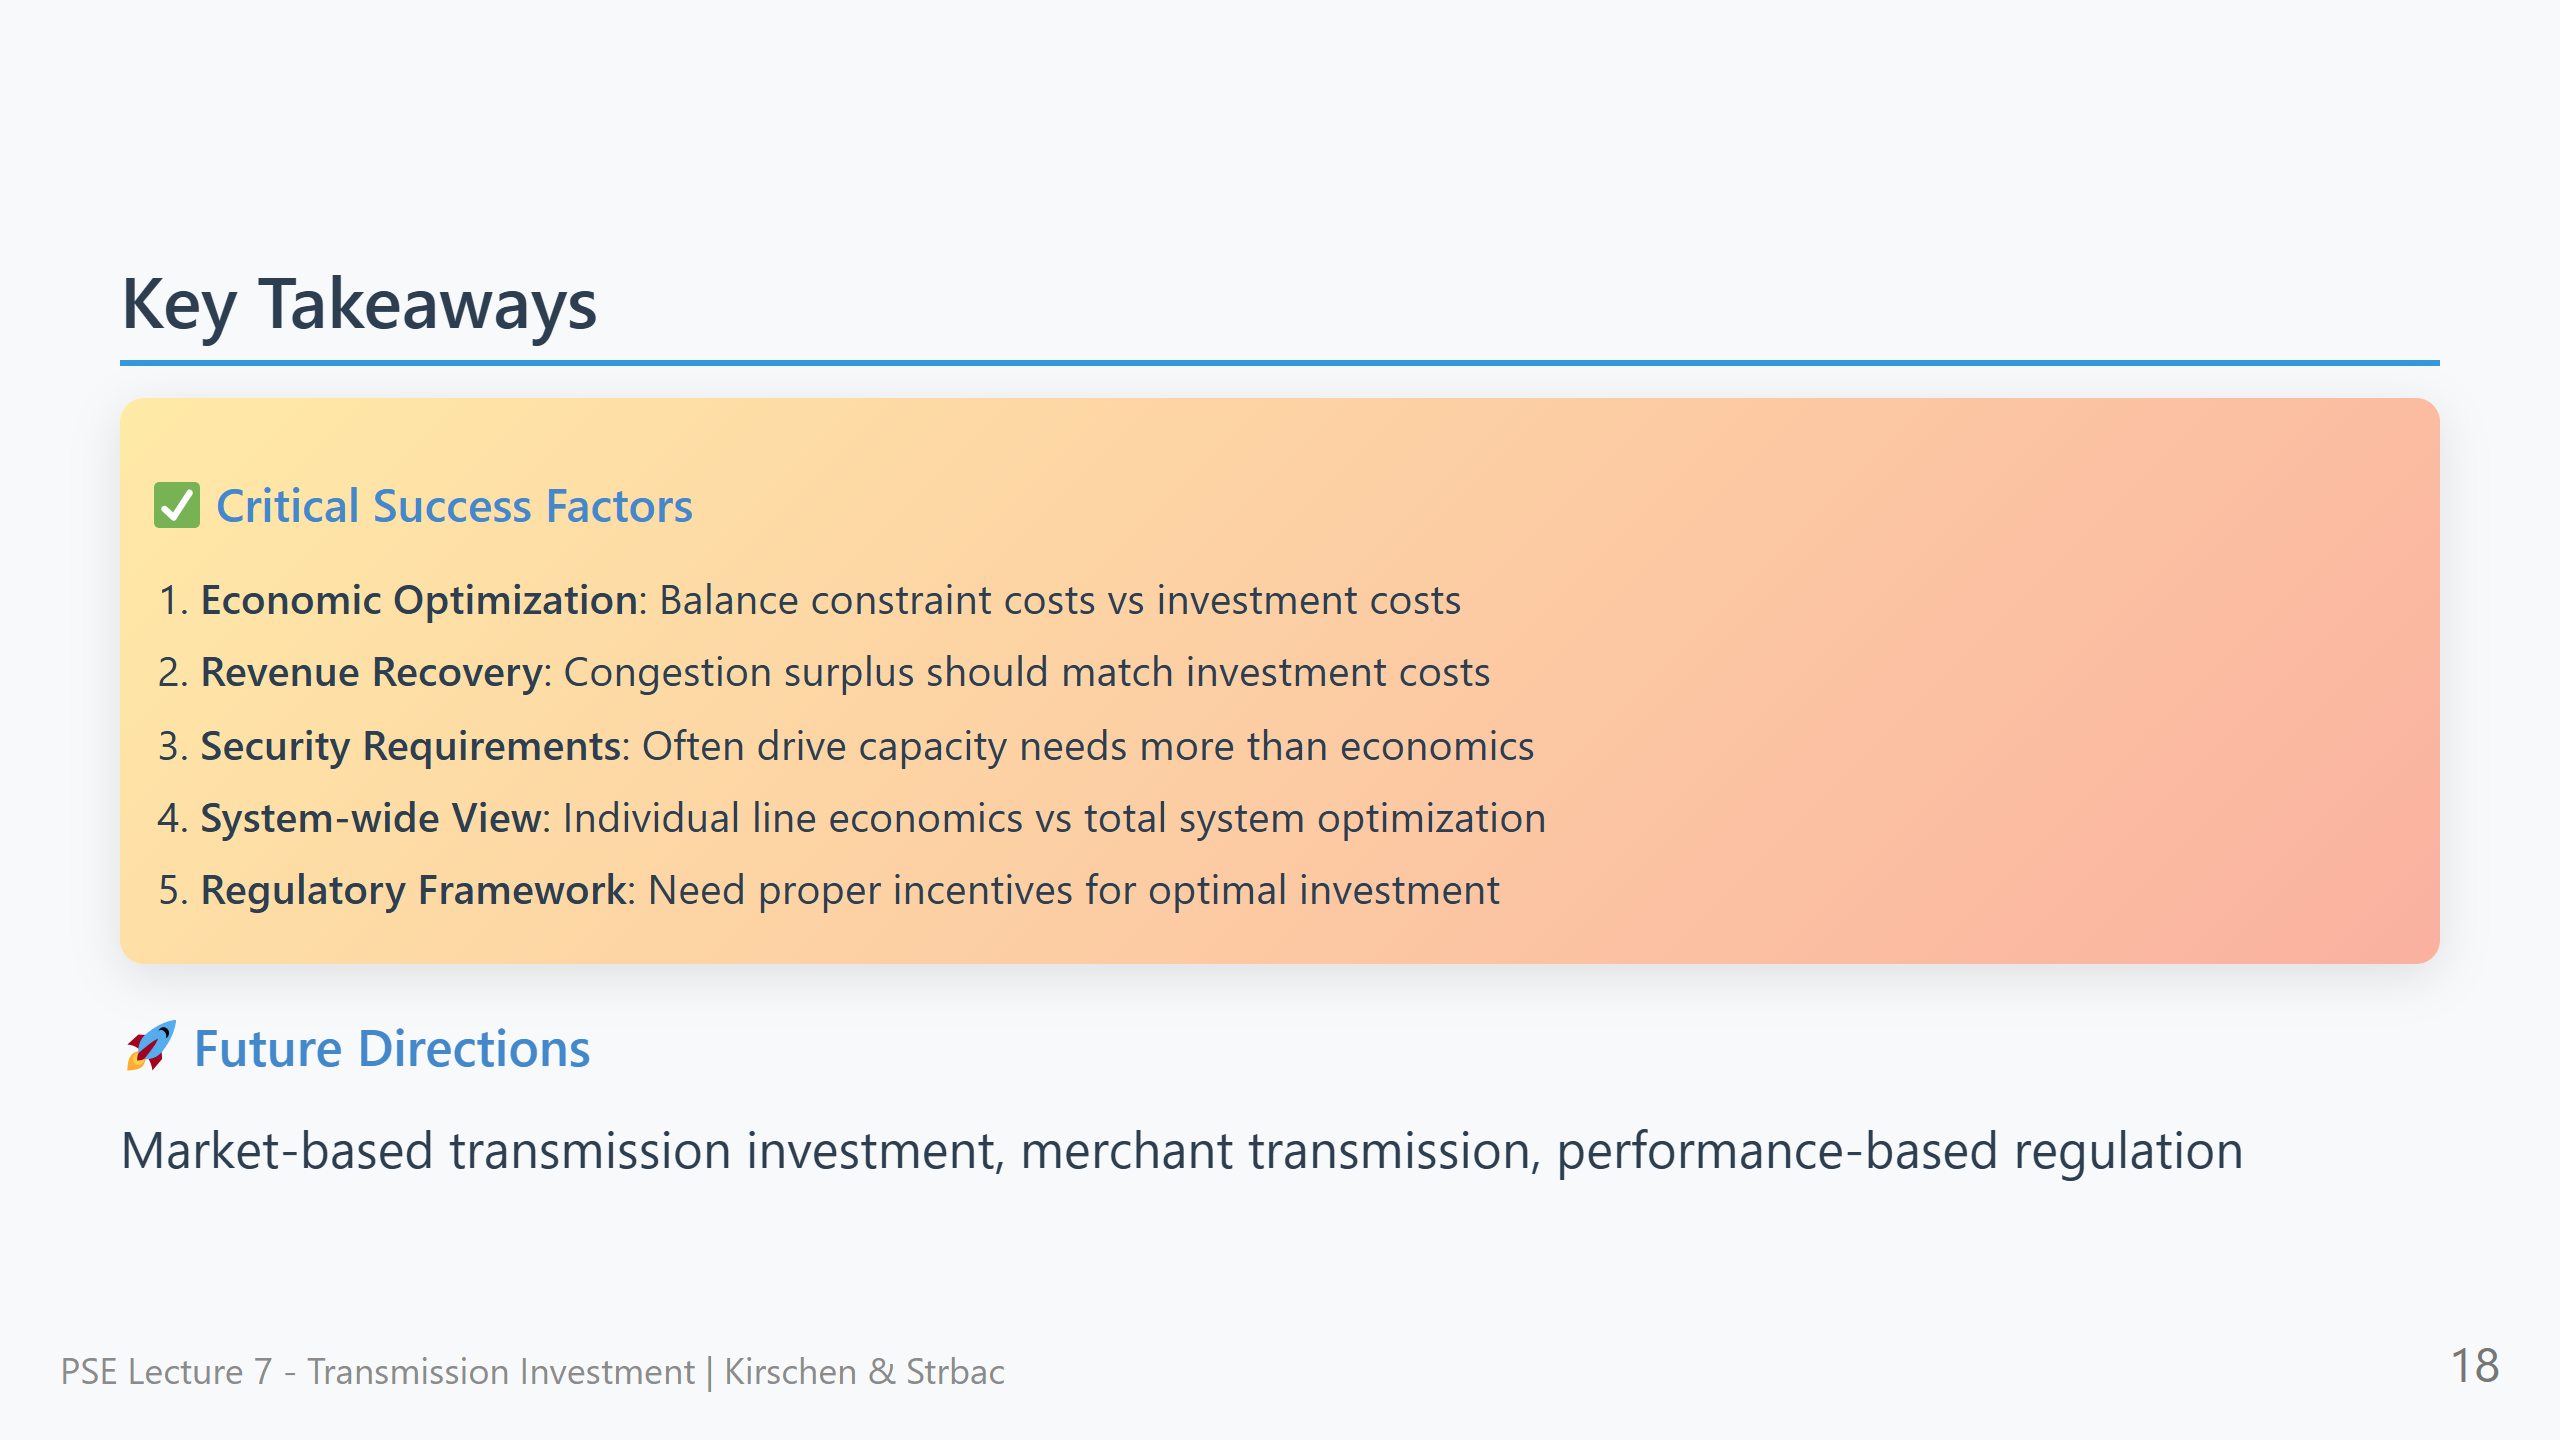 Key Takeaways
✅ Critical Success Factors
1. Economic Optimization: Balance constraint costs vs investment costs
2. Revenue Recovery: Congestion surplus should match investment costs
3. Security Requirements: Often drive capacity needs more than economics
4. System-wide View: Individual line economics vs total system optimization
5. Regulatory Framework: Need proper incentives for optimal investment
🚀 Future Directions
Market-based transmission investment, merchant transmission, performance-based regulation
PSE Lecture 7 - Transmission Investment | Kirschen & Strbac
18